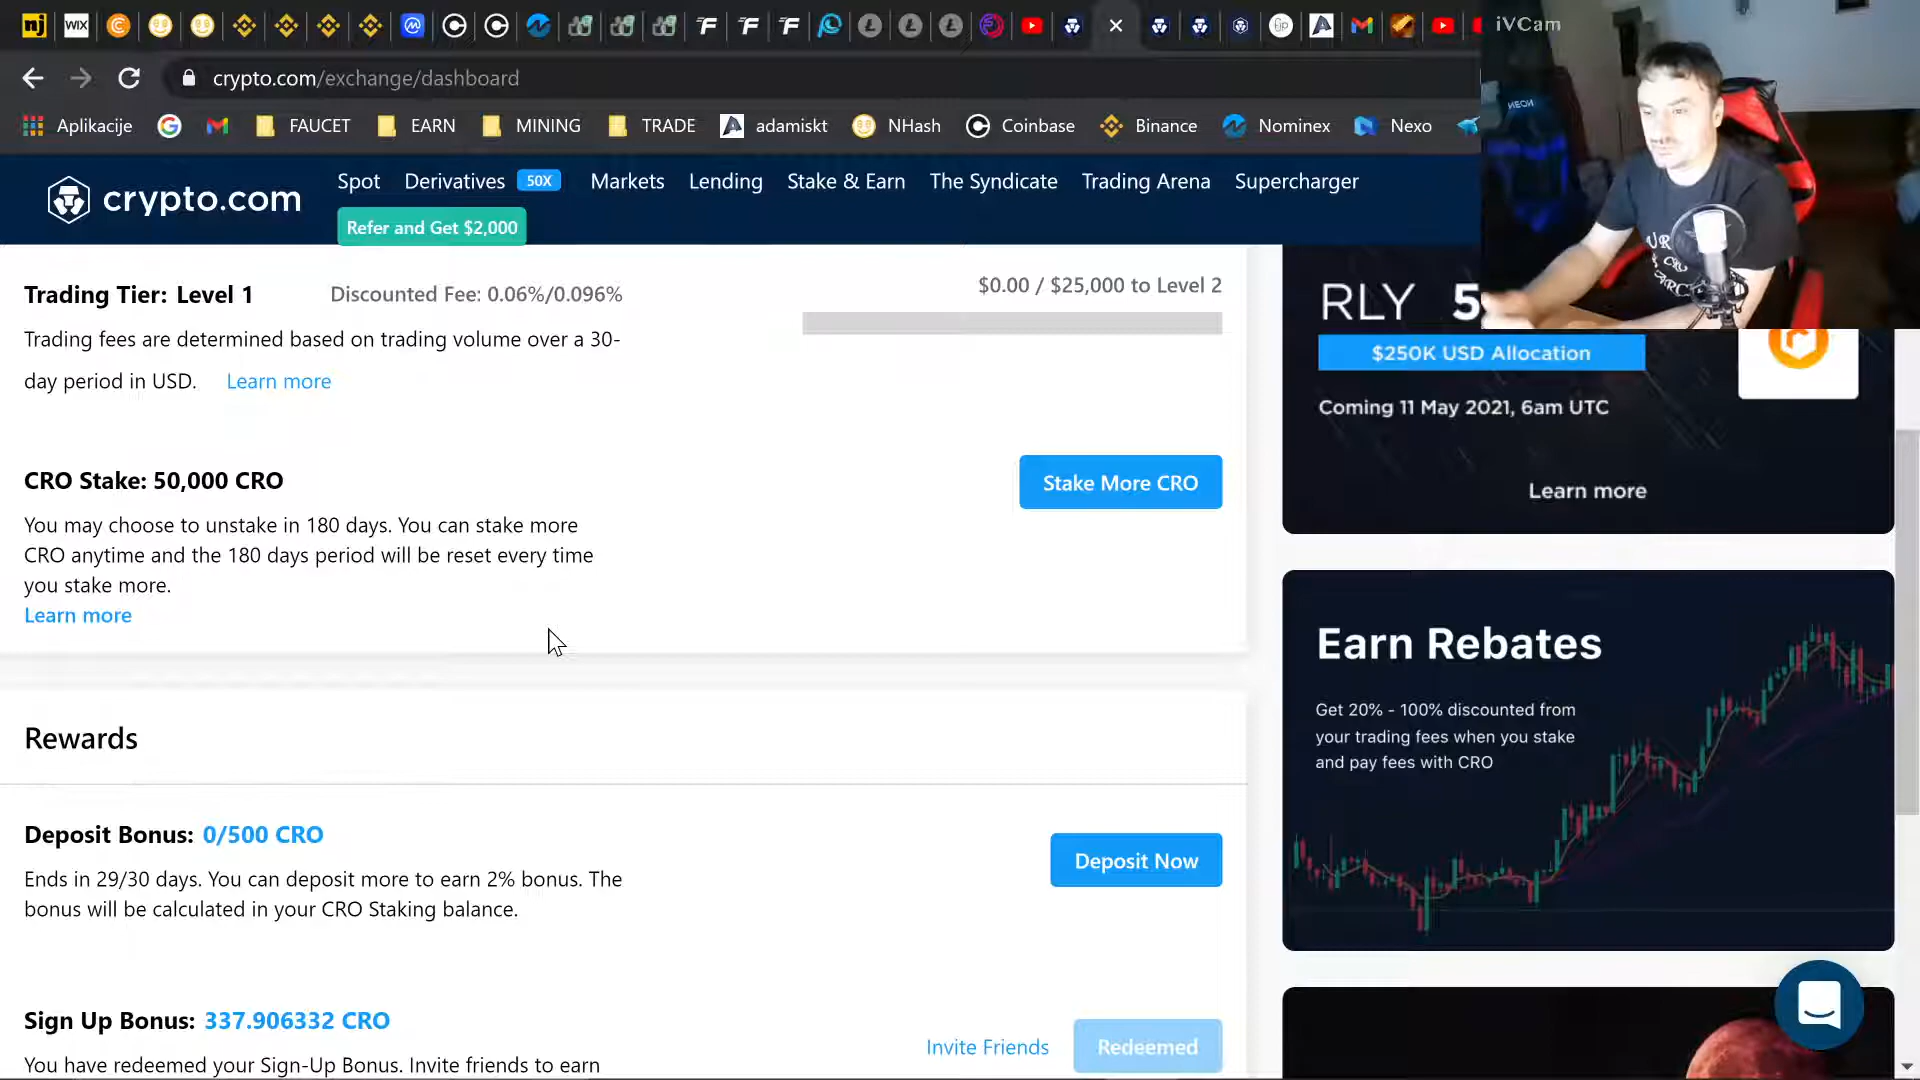 iVCam
crypto.com/exchange/dashboard
Aplikacije FAUCET EARN MINING TRADE adamiskt NHash Coinbase Binance Nominex Nexo
NEON
crypto.com
Spot Derivatives 50X Markets Lending Stake & Earn The Syndicate Trading Arena Supercharger
Refer and Get $2,000
Trading Tier: Level 1
Discounted Fee: 0.06%/0.096%
$0.00 / $25,000 to Level 2
Trading fees are determined based on trading volume over a 30-
day period in USD. Learn more
CRO Stake: 50,000 CRO
Stake More CRO
You may choose to unstake in 180 days. You can stake more
CRO anytime and the 180 days period will be reset every time
you stake more.
Learn more
Rewards
Deposit Bonus: 0/500 CRO
Deposit Now
Ends in 29/30 days. You can deposit more to earn 2% bonus. The
bonus will be calculated in your CRO Staking balance.
Sign Up Bonus: 337.906332 CRO
Invite Friends
Redeemed
You have redeemed your Sign-Up Bonus. Invite friends to earn
RLY 5
$250K USD Allocation
Coming 11 May 2021, 6am UTC
Learn more
Earn Rebates
Get 20% - 100% discounted from
your trading fees when you stake
and pay fees with CRO